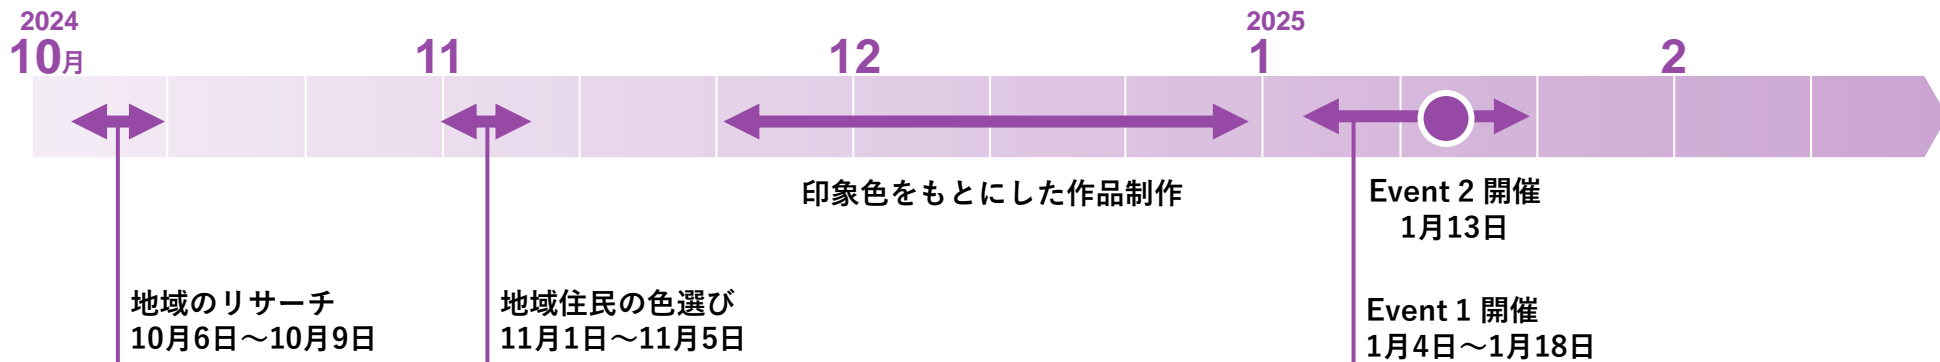 2024
10月
11
12
2025
1
2
印象色をもとにした作品制作
Event 2 開催
1月13日
地域のリサーチ
10月6日〜10月9日
地域住民の色選び
11月1日〜11月5日
Event 1 開催
1月4日〜1月18日